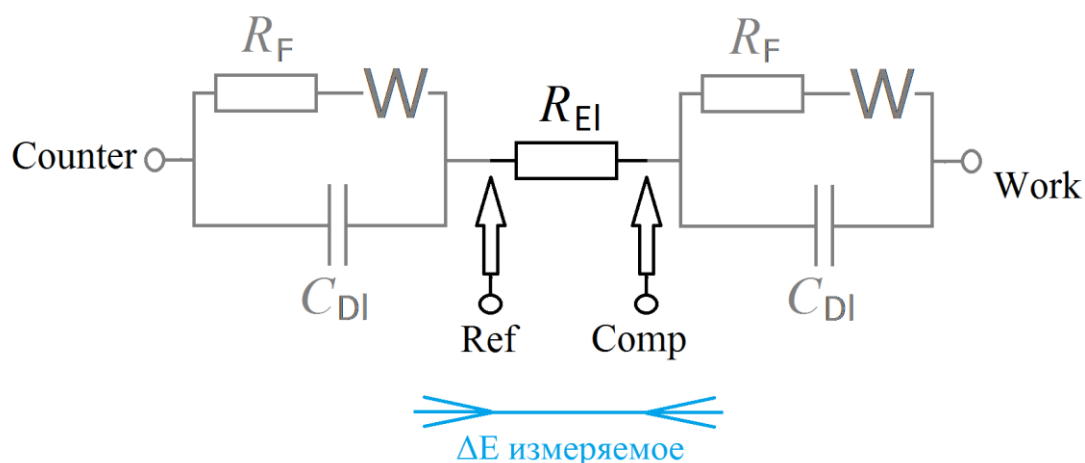 R_F
W
R_El
R_F
W
Counter
Work
C_Dl
Ref
Comp
C_Dl
ΔE измеряемое